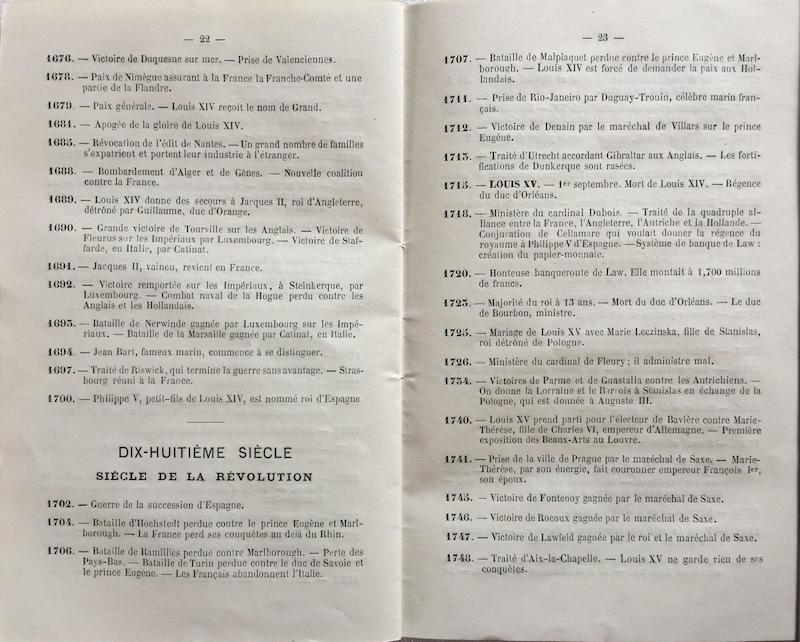 — 22 —
1676. — Victoire de Duquesne sur mer. — Prise de Valenciennes.
1678. — Paix de Nimègue assurant à la France la Franche-Comté et une
partie de la Flandre.
1679. — Paix générale. — Louis XIV reçoit le nom de Grand.
1681. — Apogée de la gloire de Louis XIV.
1685. — Révocation de l'édit de Nantes. — Un grand nombre de familles
s'expatrient et portent leur industrie à l'étranger.
1688. — Bombardement d'Alger et de Gênes. — Nouvelle coalition
contre la France.
1689. — Louis XIV donne des secours à Jacques II, roi d'Angleterre,
détrôné par Guillaume, duc d'Orange.
1690. — Grande victoire de Tourville sur les Anglais. — Victoire de
Fleurus sur les Impériaux par Luxembourg. — Victoire de Staf-
farde, en Italie, par Catinat.
1691. — Jacques II, vaincu, revient en France.
1692. — Victoire remportée sur les Impériaux, à Steinkerque, par
Luxembourg. — Combat naval de la Hogue perdu contre les
Anglais et les Hollandais.
1693. — Bataille de Nerwinde gagnée par Luxembourg sur les Impé-
riaux. — Bataille de la Marsaille gagnée par Catinat, en Italie.
1694. — Jean Bart, fameux marin, commence à se distinguer.
1697. — Traité de Riswick, qui termine la guerre sans avantage. — Stras-
bourg réuni à la France.
1700. — Philippe V, petit-fils de Louis XIV, est nommé roi d'Espagne
DIX-HUITIÈME SIÈCLE
SIÈCLE DE LA RÉVOLUTION
1702. — Guerre de la succession d'Espagne.
1704. — Bataille d'Hochstedt perdue contre le prince Eugène et Marl-
borough. — La France perd ses conquêtes au delà du Rhin.
1706. — Bataille de Ramillies perdue contre Marlborough. — Perte des
Pays-Bas. — Bataille de Turin perdue contre le duc de Savoie et
le prince Eugène. — Les Français abandonnent l'Italie.
— 23 —
1707. — Bataille de Malplaquet perdue contre le prince Eugène et Marl-
borough. — Louis XIV est forcé de demander la paix aux Hol-
landais.
1711. — Prise de Rio-Janeiro par Duguay-Trouin, célèbre marin fran-
çais.
1712. — Victoire de Denain par le maréchal de Villars sur le prince
Eugène.
1713. — Traité d'Utrecht accordant Gibraltar aux Anglais. — Les forti-
fications de Dunkerque sont rasées.
1715. — LOUIS XV. — 1er septembre. Mort de Louis XIV. — Régence
du duc d'Orléans.
1718. — Ministère du cardinal Dubois. — Traité de la quadruple al-
liance entre la France, l'Angleterre, l'Autriche et la Hollande. —
Conjuration de Cellamare qui voulait donner la régence du
royaume à Philippe V d'Espagne. — Système de banque de Law :
création du papier-monnaie.
1720. — Honteuse banqueroute de Law. Elle montait à 1,700 millions
de francs.
1723. — Majorité du roi à 13 ans. — Mort du duc d'Orléans. — Le duc
de Bourbon, ministre.
1725. — Mariage de Louis XV avec Marie Leczinska, fille de Stanislas,
roi détrôné de Pologne.
1726. — Ministère du cardinal de Fleury ; il administre mal.
1734. — Victoires de Parme et de Guastalla contre les Autrichiens. —
On donne la Lorraine et le Barrois à Stanislas en échange de la
Pologne, qui est donnée à Auguste III.
1740. — Louis XV prend parti pour l'électeur de Bavière contre Marie-
Thérèse, fille de Charles VI, empereur d'Allemagne. — Première
exposition des Beaux-Arts au Louvre.
1741. — Prise de la ville de Prague par le maréchal de Saxe. — Marie-
Thérèse, par son énergie, fait couronner empereur François 1er,
son époux.
1745. — Victoire de Fontenoy gagnée par le maréchal de Saxe.
1746. — Victoire de Rocoux gagnée par le maréchal de Saxe.
1747. — Victoire de Lawfeld gagnée par le roi et le maréchal de Saxe.
1748. — Traité d'Aix-la-Chapelle. — Louis XV ne garde rien de ses
conquêtes.